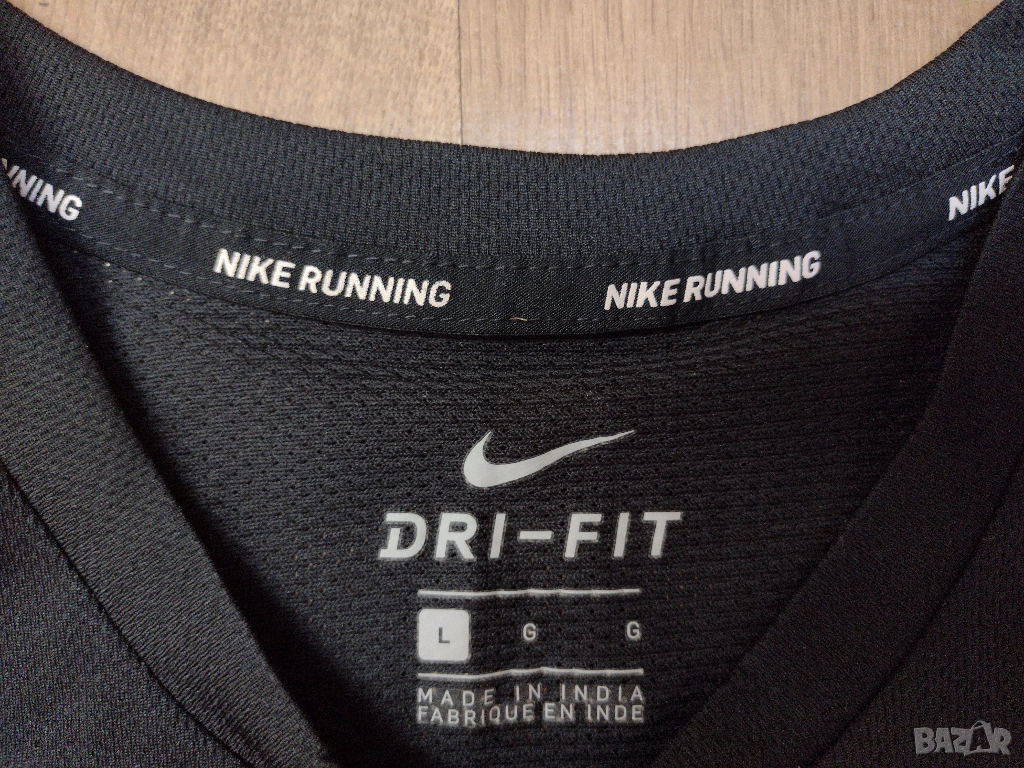 NING
NIKE RUNNING
NIKE RUNNING
NIKE
DRI-FIT
L G G
MADE IN INDIA
FABRIQUE EN INDE
BAZAR